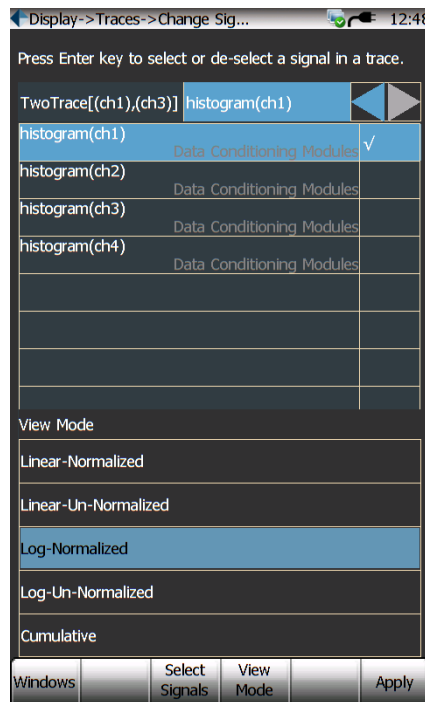 Display->Traces->Change Sig...
12:48
Press Enter key to select or de-select a signal in a trace.
TwoTrace[(ch1),(ch3)] histogram(ch1)
histogram(ch1)
Data Conditioning Modules
√
histogram(ch2)
Data Conditioning Modules
histogram(ch3)
Data Conditioning Modules
histogram(ch4)
Data Conditioning Modules
View Mode
Linear-Normalized
Linear-Un-Normalized
Log-Normalized
Log-Un-Normalized
Cumulative
Windows
Select Signals
View Mode
Apply